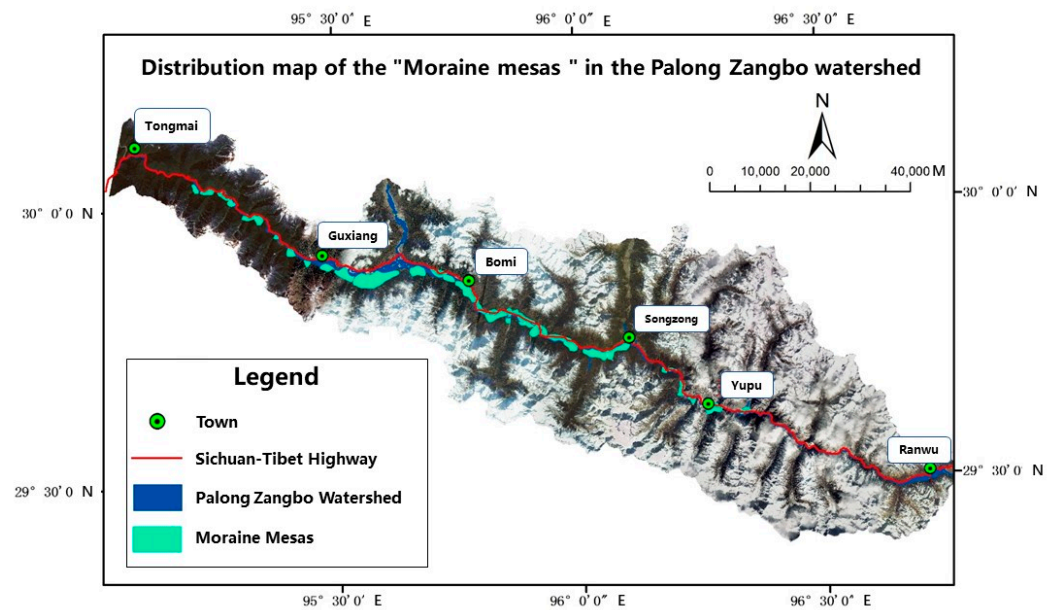 95° 30' 0" E
96° 0' 0" E
96° 30' 0" E
Distribution map of the "Moraine mesas " in the Palong Zangbo watershed
N
0 10,000 20,000 40,000 M
Tongmai
30° 0' 0" N
30° 0' 0" N
Guxiang
Bomi
Songzong
Yupu
Ranwu
29° 30' 0" N
29° 30' 0" N
Legend
Town
Sichuan-Tibet Highway
Palong Zangbo Watershed
Moraine Mesas
95° 30' 0" E
96° 0' 0" E
96° 30' 0" E